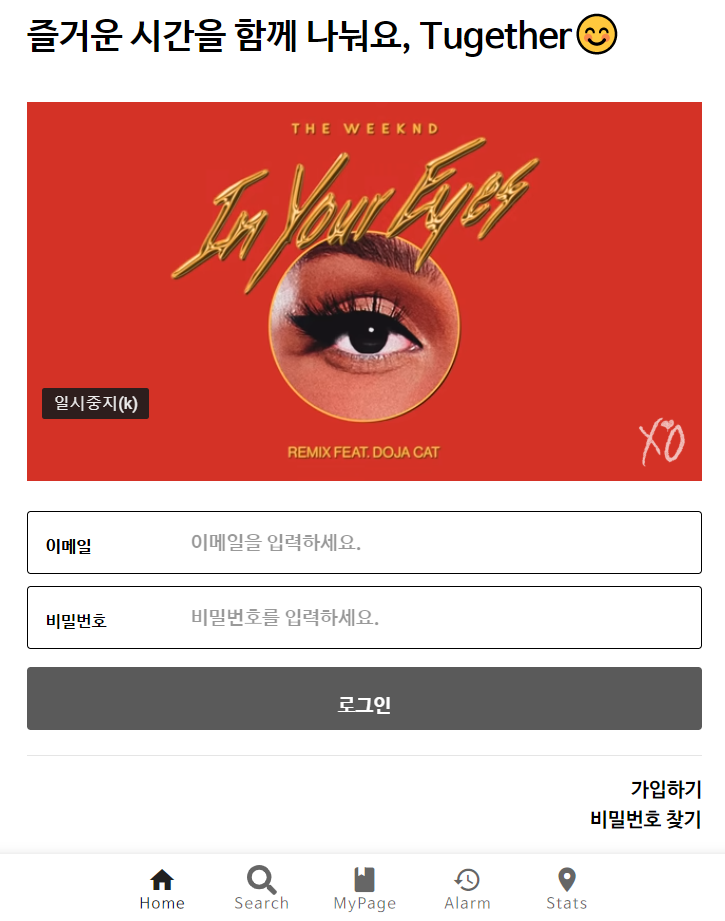 즐거운 시간을 함께 나눠요, Tugether😊
THE WEEKND
In Your Eyes
일시중지(k)
REMIX FEAT. DOJA CAT
XO
이메일 이메일을 입력하세요.
비밀번호 비밀번호를 입력하세요.
로그인
가입하기
비밀번호 찾기
Home Search MyPage Alarm Stats